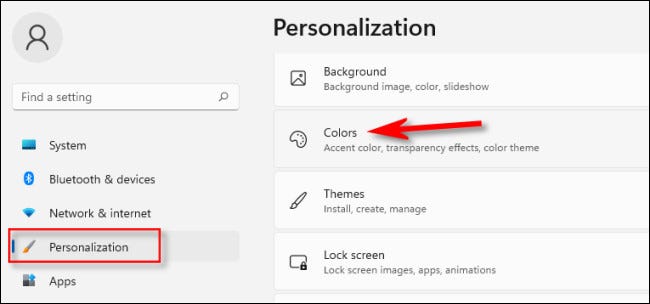 Personalization
Find a setting
System
Bluetooth & devices
Network & internet
Personalization
Apps
Background
Background image, color, slideshow
Colors
Accent color, transparency effects, color theme
Themes
Install, create, manage
Lock screen
Lock screen images, apps, animations